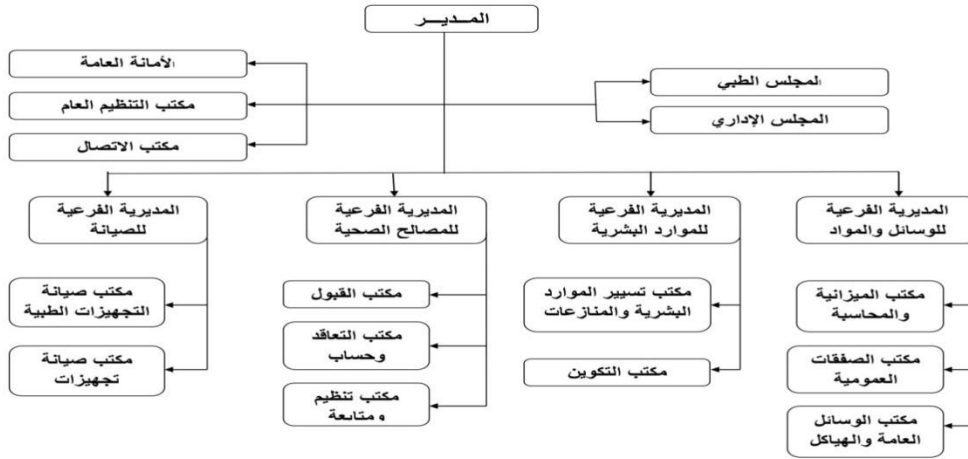 المديــر
المجلس الطبي
المجلس الإداري
الأمانة العامة
مكتب التنظيم العام
مكتب الاتصال
المديرية الفرعية
للوسائل والمواد
مكتب الميزانية
والمحاسبة
مكتب الصفقات
العمومية
مكتب الوسائل
العامة والهياكل
المديرية الفرعية
للموارد البشرية
مكتب تسيير الموارد
البشرية والمنازعات
مكتب التكوين
المديرية الفرعية
للمصالح الصحية
مكتب القبول
مكتب التعاقد
وحساب
مكتب تنظيم
ومتابعة
المديرية الفرعية
للصيانة
مكتب صيانة
التجهيزات الطبية
مكتب صيانة
تجهيزات